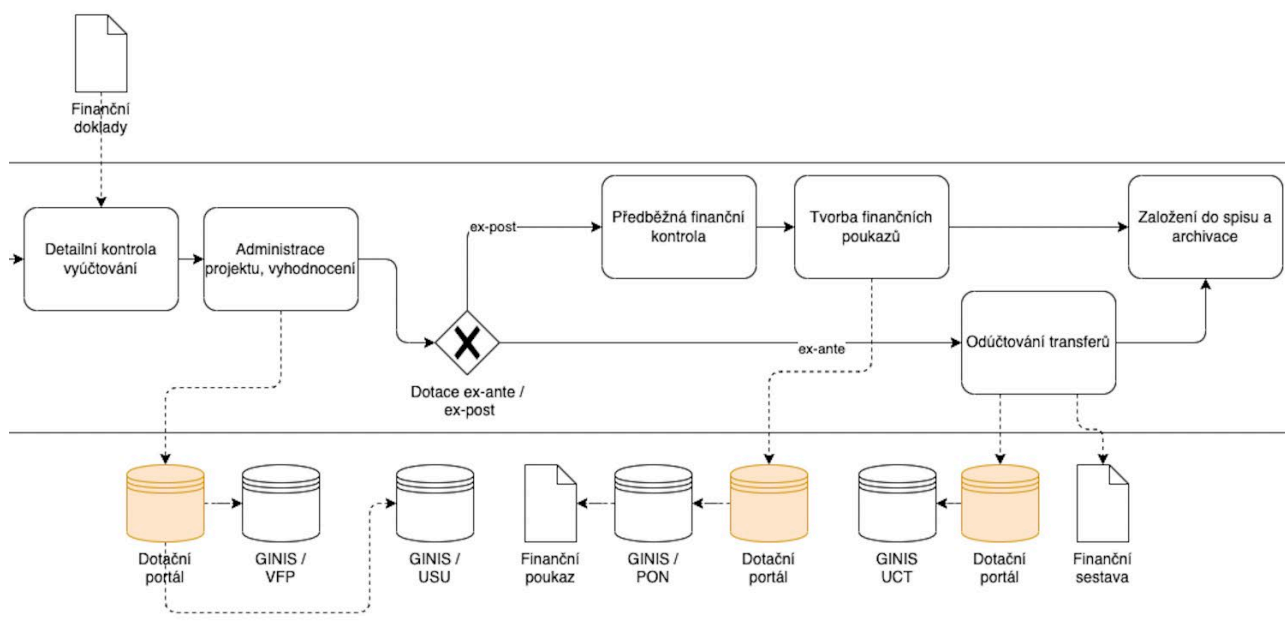 Finanční
doklady
Detailní kontrola
vyúčtování
Administrace
projektu, vyhodnocení
ex-post
Předběžná finanční
kontrola
Tvorba finančních
poukazů
Založení do spisu a
archivace
Dotace ex-ante /
ex-post
ex-ante
Odúčtování transferů
Dotační
portál
GINIS /
VFP
GINIS /
USU
Finanční
poukaz
GINIS /
PON
Dotační
portál
GINIS
UCT
Dotační
portál
Finanční
sestava